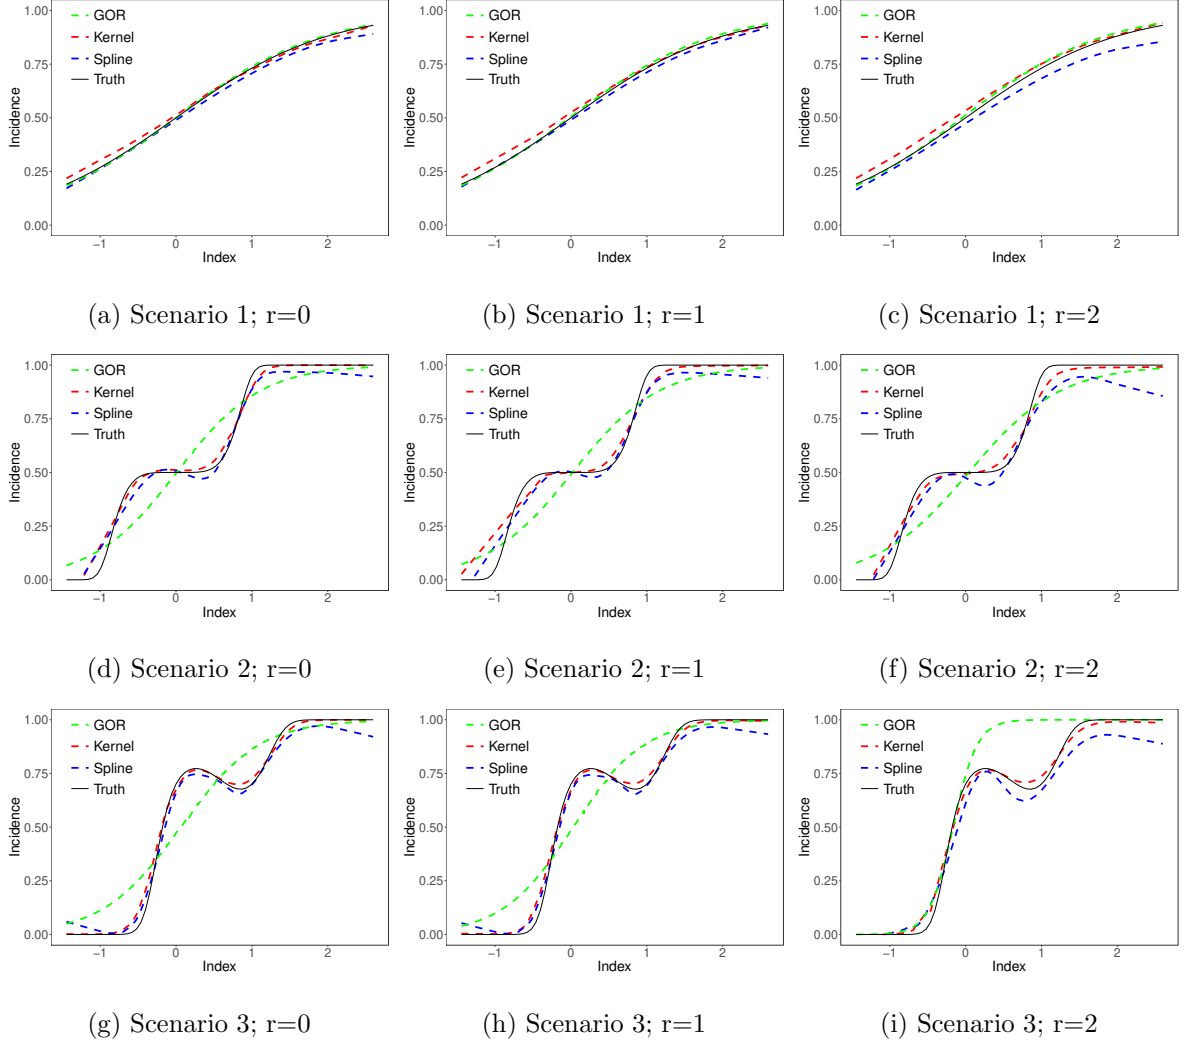 1.00
0.75
0.50
0.25
0.00
Incidence
GOR
Kernel
Spline
Truth
−1 0 1 2
Index
(a) Scenario 1; r=0
1.00
0.75
0.50
0.25
0.00
Incidence
GOR
Kernel
Spline
Truth
−1 0 1 2
Index
(b) Scenario 1; r=1
1.00
0.75
0.50
0.25
0.00
Incidence
GOR
Kernel
Spline
Truth
−1 0 1 2
Index
(c) Scenario 1; r=2
1.00
0.75
0.50
0.25
0.00
Incidence
GOR
Kernel
Spline
Truth
−1 0 1 2
Index
(d) Scenario 2; r=0
1.00
0.75
0.50
0.25
0.00
Incidence
GOR
Kernel
Spline
Truth
−1 0 1 2
Index
(e) Scenario 2; r=1
1.00
0.75
0.50
0.25
0.00
Incidence
GOR
Kernel
Spline
Truth
−1 0 1 2
Index
(f) Scenario 2; r=2
1.00
0.75
0.50
0.25
0.00
Incidence
GOR
Kernel
Spline
Truth
−1 0 1 2
Index
(g) Scenario 3; r=0
1.00
0.75
0.50
0.25
0.00
Incidence
GOR
Kernel
Spline
Truth
−1 0 1 2
Index
(h) Scenario 3; r=1
1.00
0.75
0.50
0.25
0.00
Incidence
GOR
Kernel
Spline
Truth
−1 0 1 2
Index
(i) Scenario 3; r=2